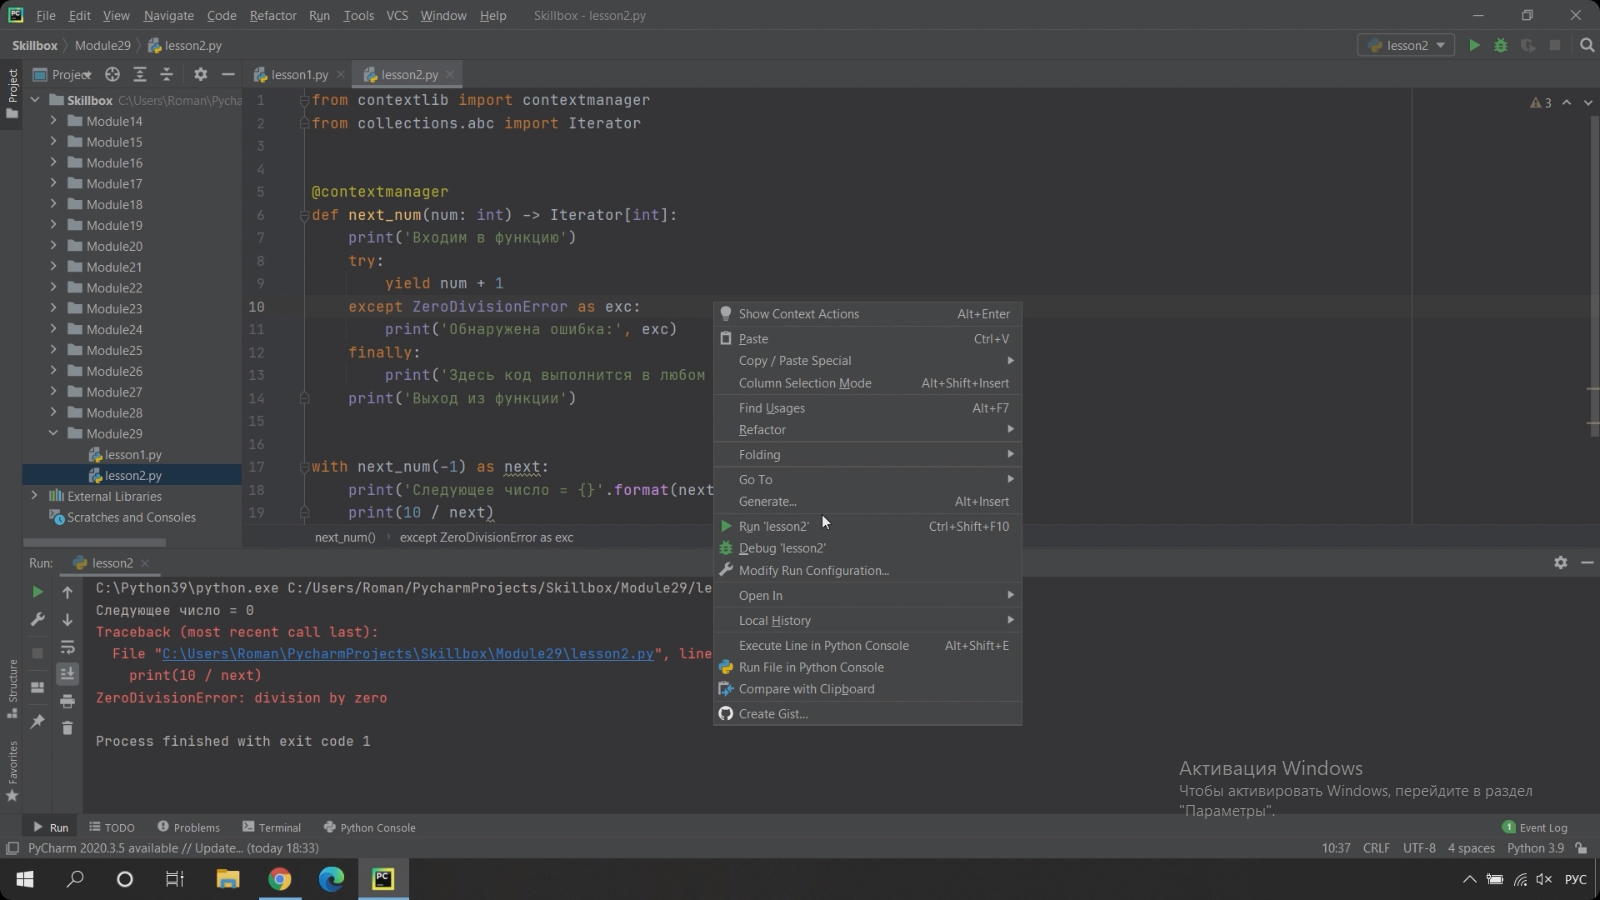 File Edit View Navigate Code Refactor Run Tools VCS Window Help Skillbox - lesson2.py
Skillbox Module29 lesson2.py lesson2
Project
Project lesson1.py lesson2.py
Skillbox C:\Users\Roman\Pycha
Module14
Module15
Module16
Module17
Module18
Module19
Module20
Module21
Module22
Module23
Module24
Module25
Module26
Module27
Module28
Module29
lesson1.py
lesson2.py
External Libraries
Scratches and Consoles
1 from contextlib import contextmanager
2 from collections.abc import Iterator
3
4
5 @contextmanager
6 def next_num(num: int) -> Iterator[int]:
7 print('Входим в функцию')
8 try:
9 yield num + 1
10 except ZeroDivisionError as exc:
11 print('Обнаружена ошибка:', exc)
12 finally:
13 print('Здесь код выполнится в любом
14 print('Выход из функции')
15
16
17 with next_num(-1) as next:
18 print('Следующее число = {}'.format(next
19 print(10 / next)
3
next_num() except ZeroDivisionError as exc
Show Context Actions Alt+Enter
Paste Ctrl+V
Copy / Paste Special
Column Selection Mode Alt+Shift+Insert
Find Usages Alt+F7
Refactor
Folding
Go To
Generate... Alt+Insert
Run 'lesson2' Ctrl+Shift+F10
Debug 'lesson2'
Modify Run Configuration...
Open In
Local History
Execute Line in Python Console Alt+Shift+E
Run File in Python Console
Compare with Clipboard
Create Gist...
Run: lesson2
C:\Python39\python.exe C:/Users/Roman/PycharmProjects/Skillbox/Module29/le
Следующее число = 0
Traceback (most recent call last):
File "C:\Users\Roman\PycharmProjects\Skillbox\Module29\lesson2.py", line
print(10 / next)
ZeroDivisionError: division by zero
Process finished with exit code 1
Structure
Favorites
Активация Windows
Чтобы активировать Windows, перейдите в раздел
"Параметры".
Run TODO Problems Terminal Python Console 1 Event Log
PyCharm 2020.3.5 available // Update... (today 18:33) 10:37 CRLF UTF-8 4 spaces Python 3.9
PC РУС